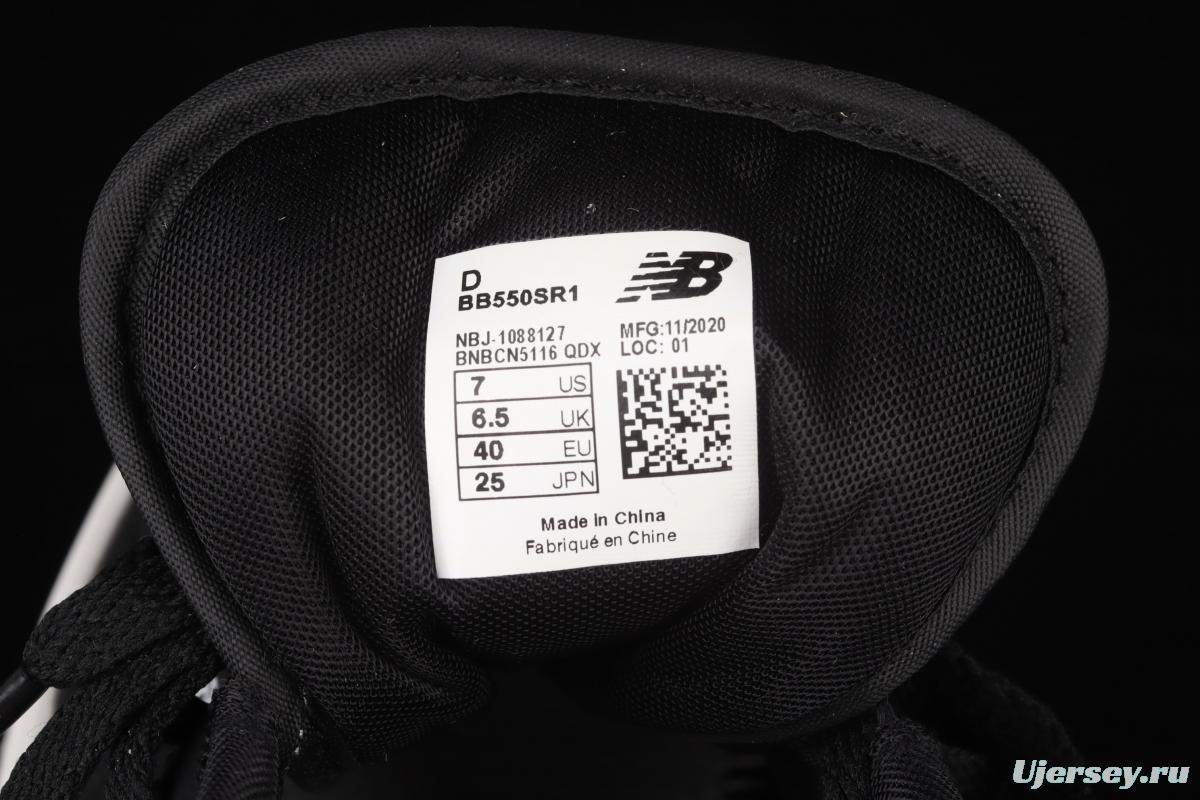 D
BB550SR1
NB
NBJ-1088127
BNBCN5116 QDX
MFG:11/2020
LOC: 01
7 US
6.5 UK
40 EU
25 JPN
Made In China
Fabriqué en Chine
Ujersey.ru